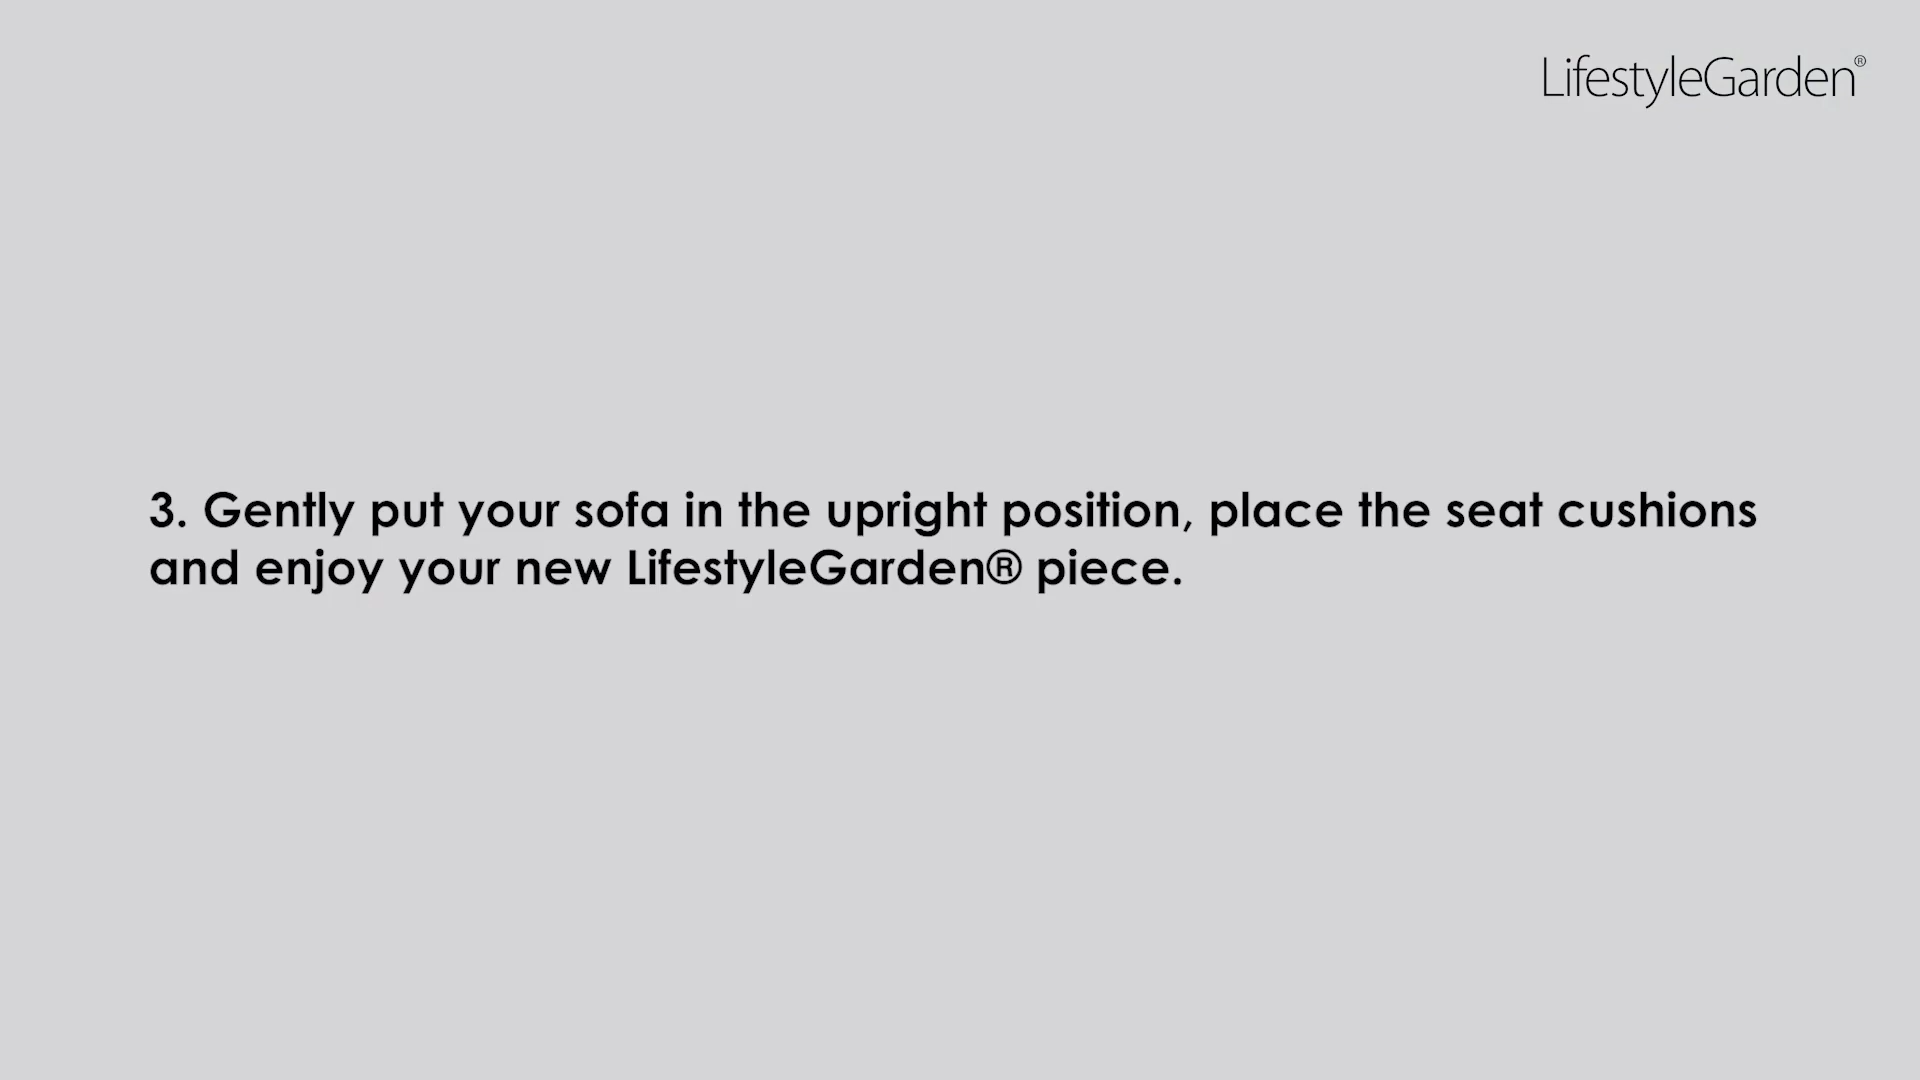 LifestyleGarden®
3. Gently put your sofa in the upright position, place the seat cushions
and enjoy your new LifestyleGarden® piece.